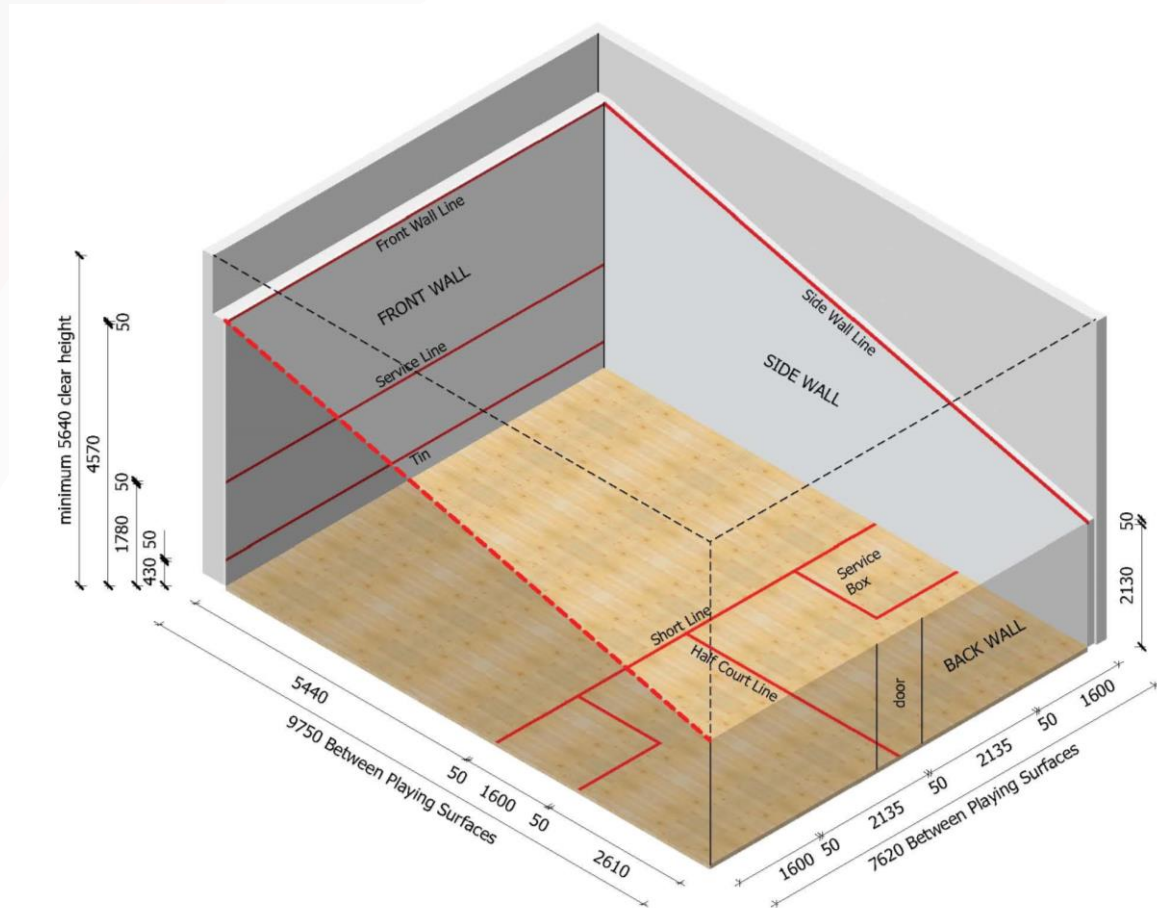 Front Wall Line
FRONT WALL
Service Line
Tin
Side Wall Line
SIDE WALL
Service
Box
Short Line
Half Court Line
door
BACK WALL
minimum 5640 clear height
4570
50
1780
50
430
50
50
2130
5440
50
1600
50
2610
9750 Between Playing Surfaces
1600
50
2135
50
2135
50
1600
7620 Between Playing Surfaces